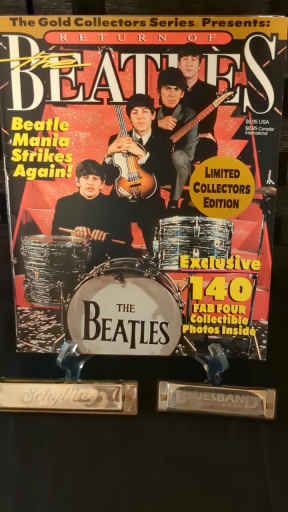 The Gold Collectors Series Presents:
RETURN OF
The
BEATLES
Beatle
Mania
Strikes
Again!
LIMITED
COLLECTORS
EDITION
Exclusive
140
FAB FOUR
Collectible
Photos Inside
THE
BEATLES
Schylling
BLUESBAND